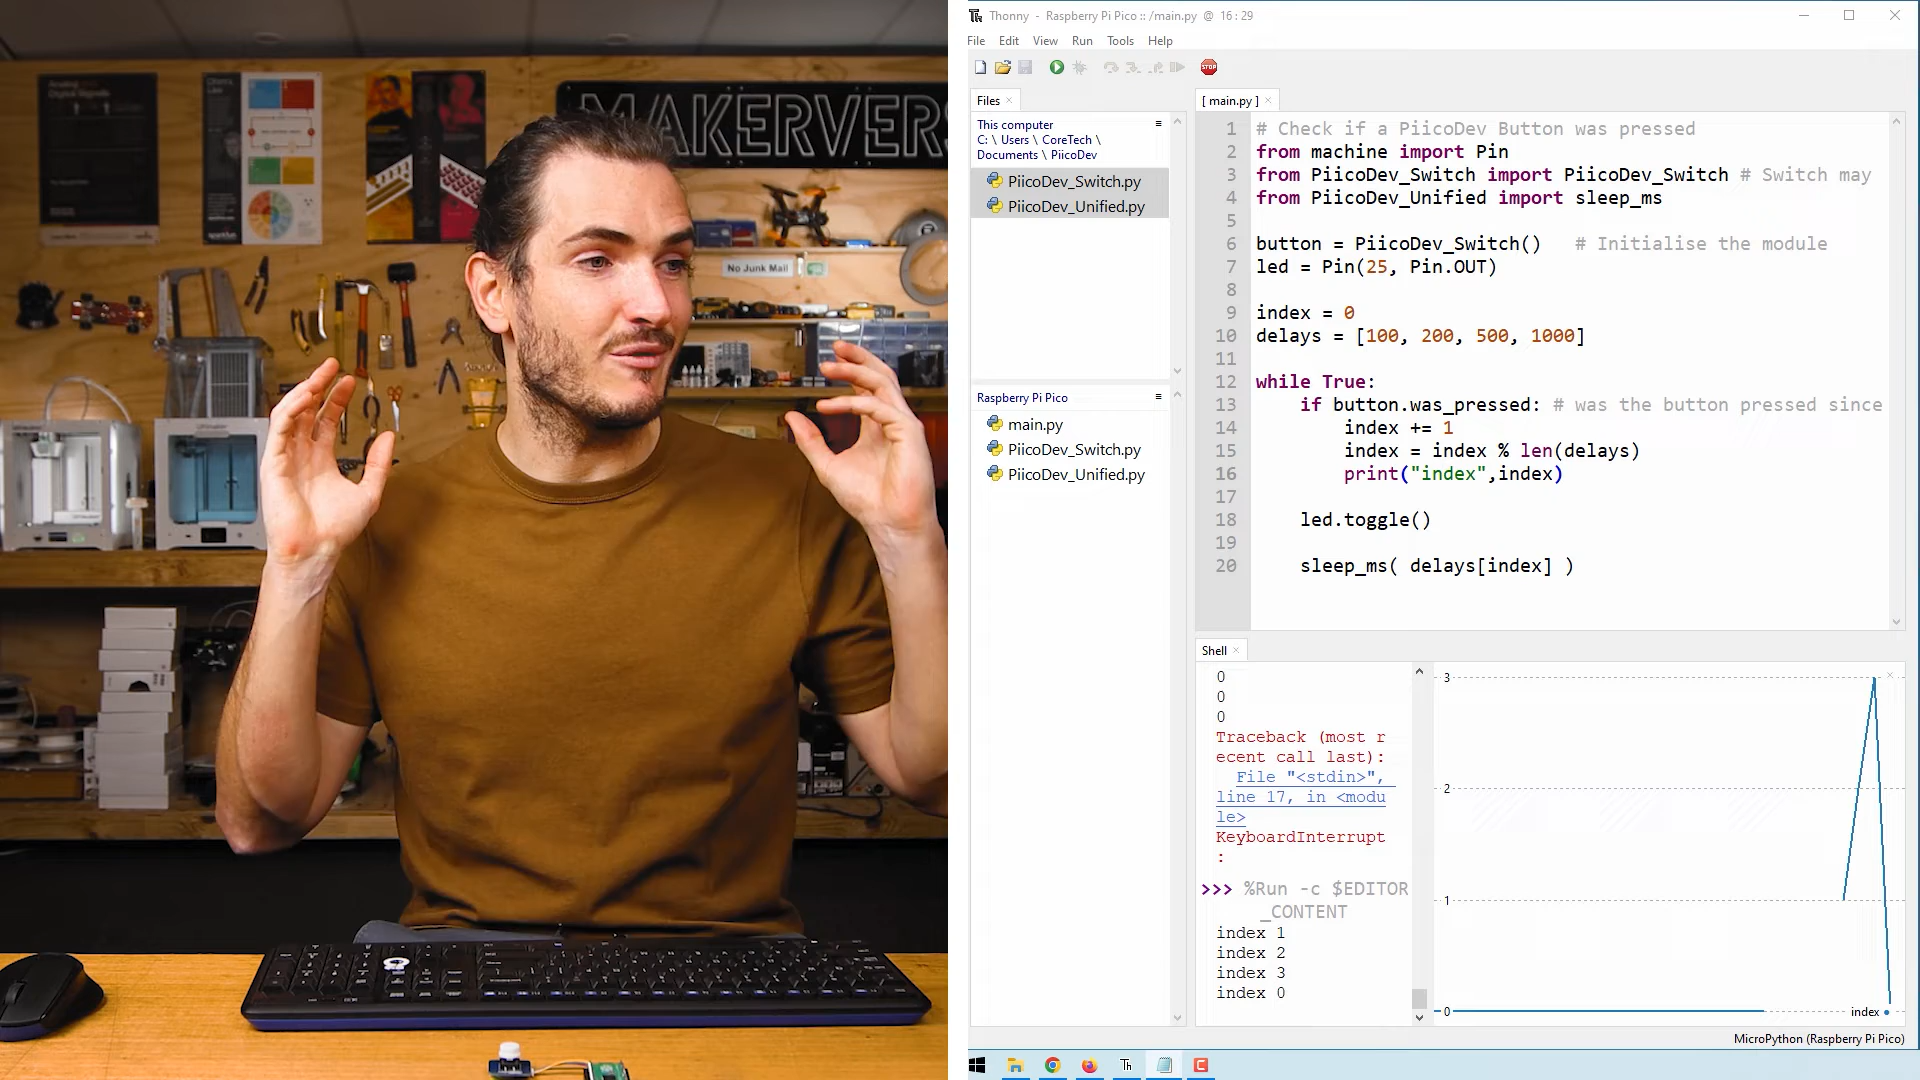 MAKERVERS
No Junk Mail
Thonny - Raspberry Pi Pico :: /main.py @ 16 : 29
File Edit View Run Tools Help
STOP
Files
This computer
C: \ Users \ CoreTech \
Documents \ PiicoDev
PiicoDev_Switch.py
PiicoDev_Unified.py
Raspberry Pi Pico
main.py
PiicoDev_Switch.py
PiicoDev_Unified.py
[ main.py ]
1 # Check if a PiicoDev Button was pressed
2 from machine import Pin
3 from PiicoDev_Switch import PiicoDev_Switch # Switch may
4 from PiicoDev_Unified import sleep_ms
5
6 button = PiicoDev_Switch() # Initialise the module
7 led = Pin(25, Pin.OUT)
8
9 index = 0
10 delays = [100, 200, 500, 1000]
11
12 while True:
13 if button.was_pressed: # was the button pressed since
14 index += 1
15 index = index % len(delays)
16 print("index",index)
17
18 led.toggle()
19
20 sleep_ms( delays[index] )
Shell
0
0
0
Traceback (most r
ecent call last):
File "<stdin>",
line 17, in <modu
le>
KeyboardInterrupt
:
>>> %Run -c $EDITOR
_CONTENT
index 1
index 2
index 3
index 0
3
2
1
0
index
MicroPython (Raspberry Pi Pico)
Th